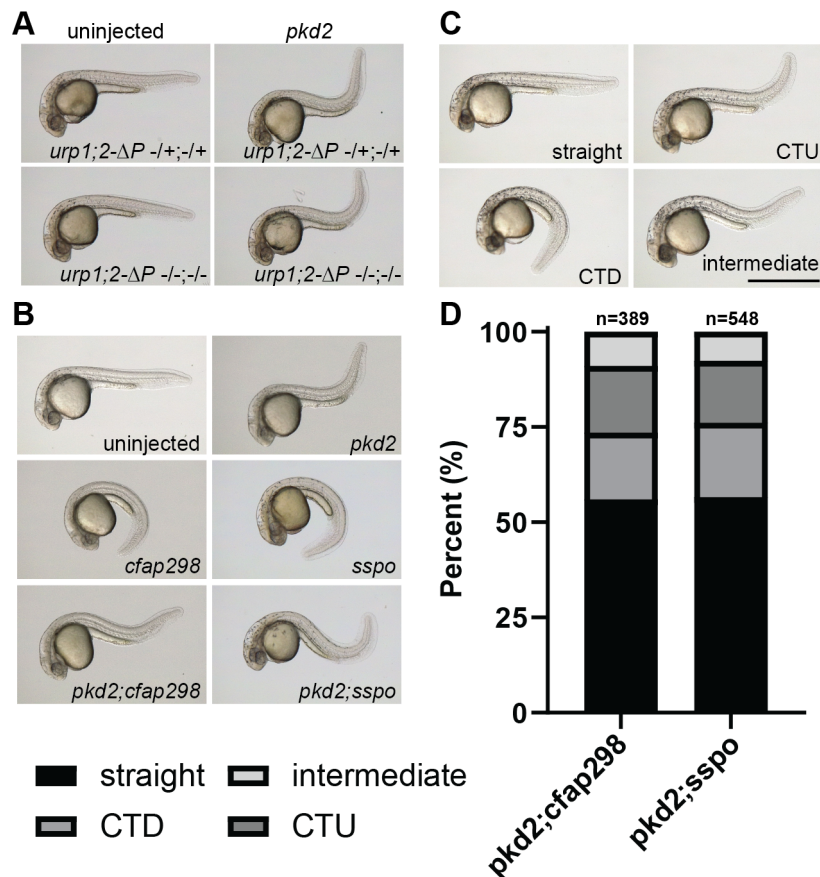 A
uninjected
pkd2
urp1;2-ΔP -/+;-/+
urp1;2-ΔP -/+;-/+
urp1;2-ΔP -/-;-/-
urp1;2-ΔP -/-;-/-
B
uninjected
pkd2
cfap298
sspo
pkd2;cfap298
pkd2;sspo
C
straight
CTU
CTD
intermediate
D
n=389
n=548
Percent (%)
100
75
50
25
0
pkd2;cfap298
pkd2;sspo
straight
intermediate
CTD
CTU